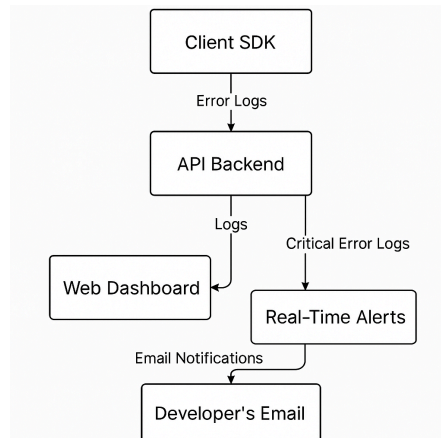 Client SDK
Error Logs
API Backend
Logs
Critical Error Logs
Web Dashboard
Real-Time Alerts
Email Notifications
Developer's Email